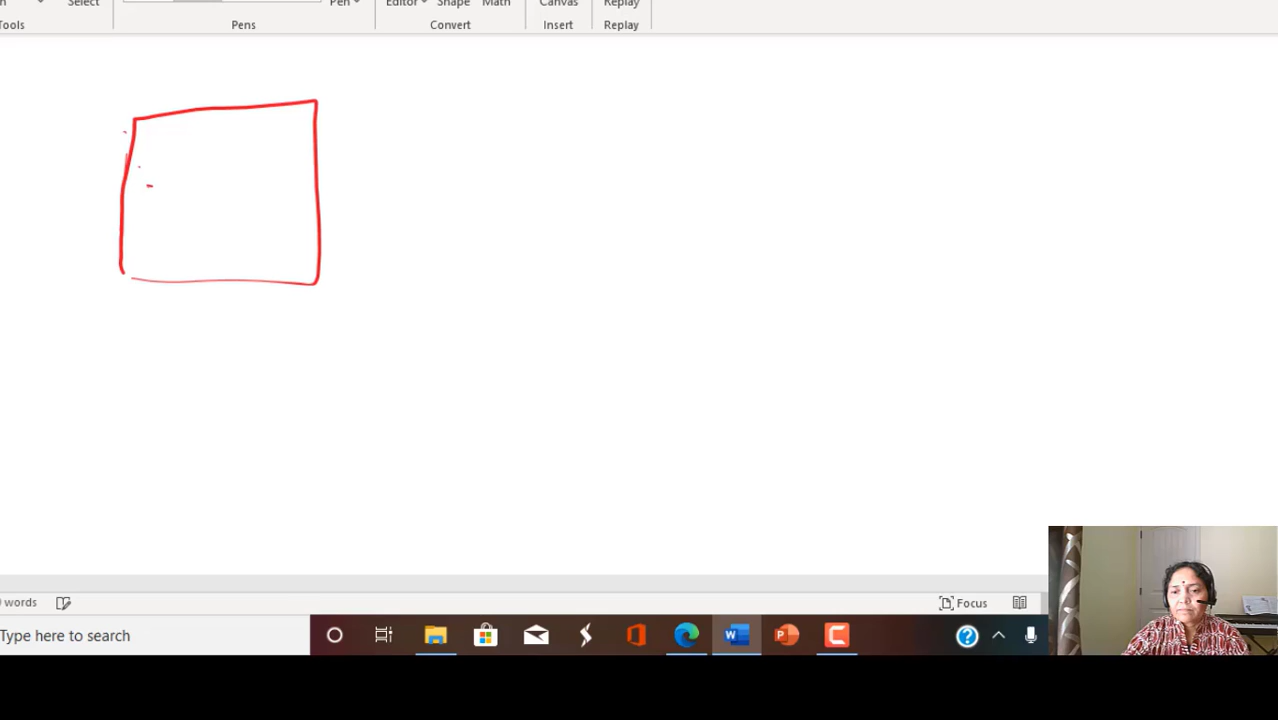 Select Pen Editor Shape Math Canvas Replay
Tools Pens Convert Insert Replay
words Focus
Type here to search